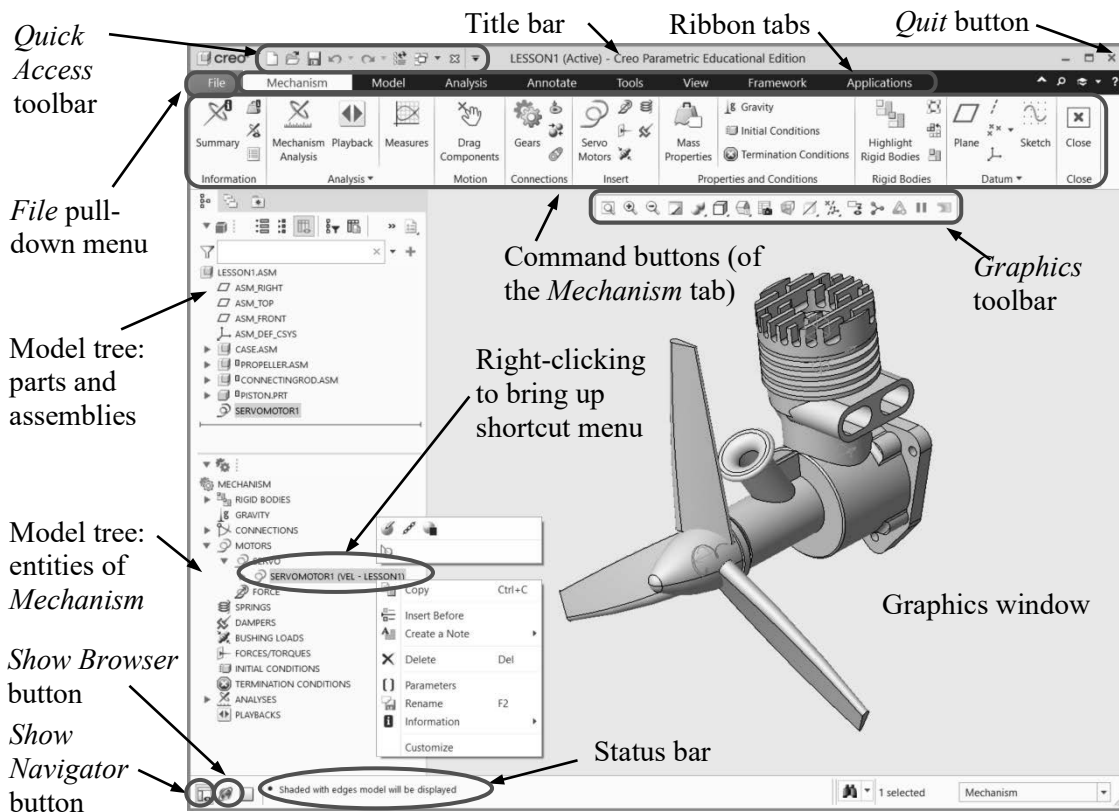 Quick
Access
toolbar
Title bar
Ribbon tabs
Quit button
creo
LESSON1 (Active) - Creo Parametric Educational Edition
File
Mechanism
Model
Analysis
Annotate
Tools
View
Framework
Applications
Summary
Mechanism
Analysis
Playback
Measures
Drag
Components
Gears
Servo
Motors
Mass
Properties
Gravity
Initial Conditions
Termination Conditions
Highlight
Rigid Bodies
Plane
Sketch
Close
Information
Analysis
Motion
Connections
Insert
Properties and Conditions
Rigid Bodies
Datum
Close
File pull-
down menu
Command buttons (of
the Mechanism tab)
Graphics
toolbar
LESSON1.ASM
ASM_RIGHT
ASM_TOP
ASM_FRONT
ASM_DEF_CSYS
CASE.ASM
PROPELLER.ASM
CONNECTINGROD.ASM
PISTON.PRT
SERVOMOTOR1
Model tree:
parts and
assemblies
Right-clicking
to bring up
shortcut menu
MECHANISM
RIGID BODIES
GRAVITY
CONNECTIONS
MOTORS
SERVO
SERVOMOTOR1 (VEL - LESSON1)
FORCE
SPRINGS
DAMPERS
BUSHING LOADS
FORCES/TORQUES
INITIAL CONDITIONS
TERMINATION CONDITIONS
ANALYSES
PLAYBACKS
Model tree:
entities of
Mechanism
Copy Ctrl+C
Insert Before
Create a Note
Delete Del
Parameters
Rename F2
Information
Customize
Graphics window
Show Browser
button
Show
Navigator
button
Status bar
Shaded with edges model will be displayed
1 selected
Mechanism